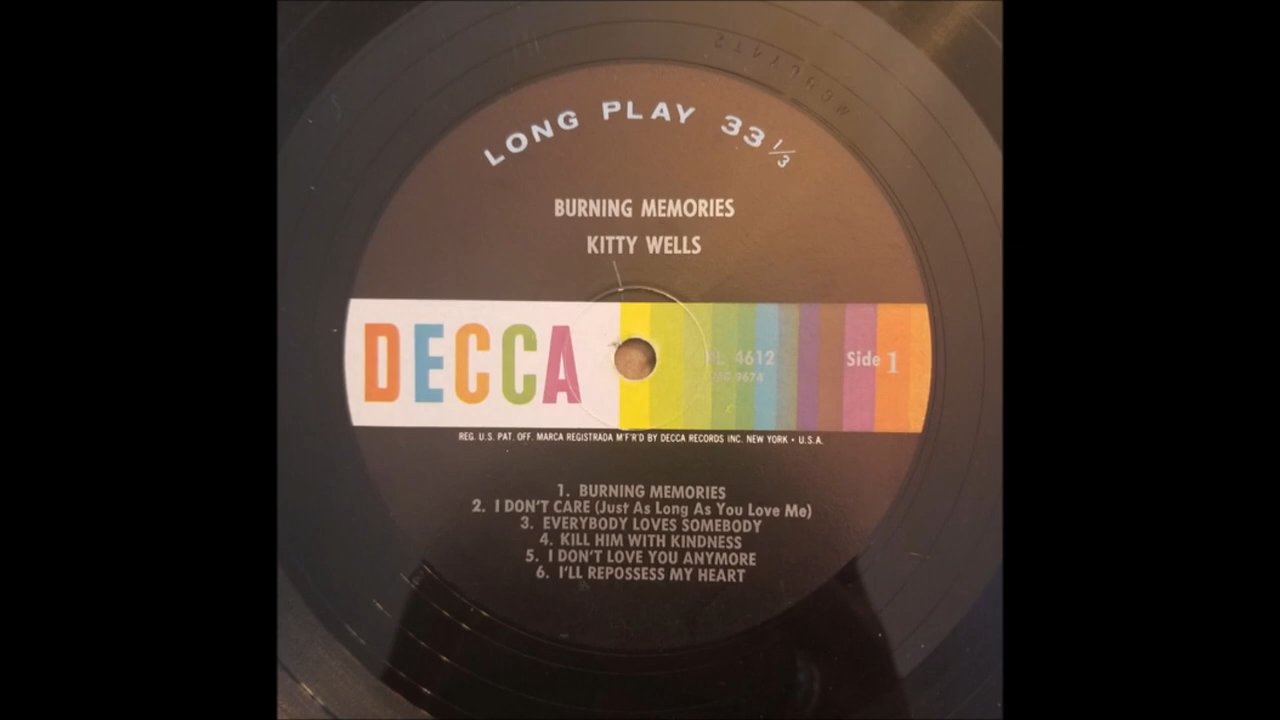 LONG PLAY 33 1/3
BURNING MEMORIES
KITTY WELLS
DECCA
4612
Side 1
9674
REG. U.S. PAT. OFF. MARCA REGISTRADA M'F'R'D BY DECCA RECORDS INC. NEW YORK • U.S.A.
1. BURNING MEMORIES
2. I DON'T CARE (Just As Long As You Love Me)
3. EVERYBODY LOVES SOMEBODY
4. KILL HIM WITH KINDNESS
5. I DON'T LOVE YOU ANYMORE
6. I'LL REPOSSESS MY HEART